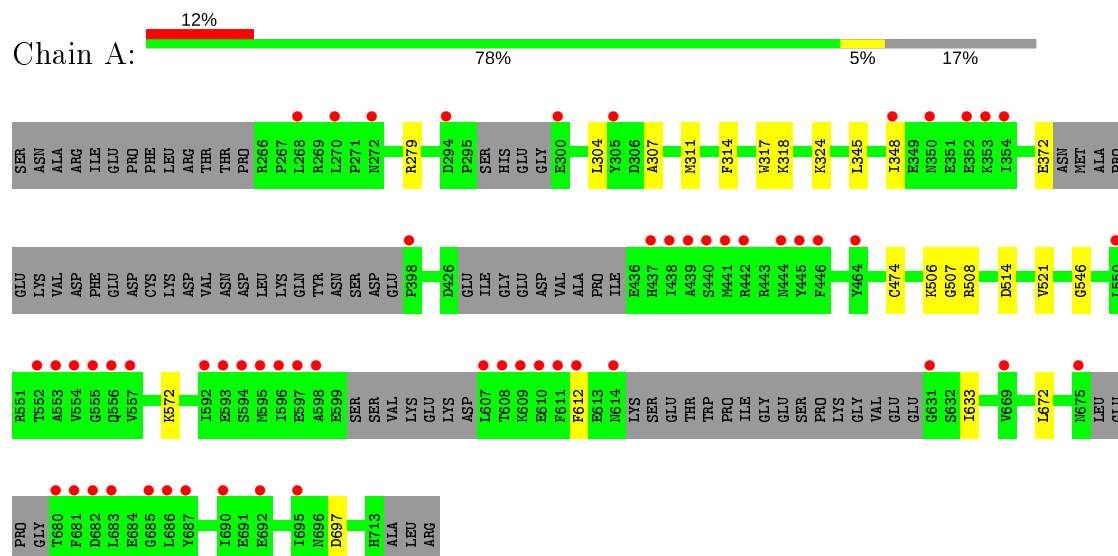 12%
Chain A:
78% 5% 17%
SER ASN ALA ARG ILE GLU PRO PHE LEU ARG THR THR PRO R266 P267 L268 R269 L270 P271 N272 R279 D294 P295 SER HIS GLU GLY E300 L304 Y305 D306 A307 M311 F314 W317 K318 K324 L345 I348 E349 N350 E351 E352 K353 I354 E372 ASN MET ALA PRO
GLU LYS VAL ASP PHE GLU ASP CYS LYS ASP VAL ASN ASP LEU LYS GLN TYR ASN SER ASP GLU P398 D426 GLU ILE GLY GLU ASP VAL ALA PRO ILE E436 H437 I438 A439 S440 M441 R442 R443 N444 Y445 F446 Y464 C474 K506 G507 R508 D514 V521 G546 L550
R551 T552 A553 V554 G555 Q556 V557 K572 I592 E593 S594 M595 I596 E597 A598 E599 SER SER VAL LYS GLU LYS ASP L607 T608 K609 E610 F611 F612 E613 N614 LYS SER GLU THR TRP PRO ILE GLY GLU SER PRO LYS GLY VAL GLU GLU G631 S632 I633 V669 L672 N675 LEU GLU
PRO GLY T680 F681 D682 L683 E684 G685 L686 Y687 I690 E691 E692 I695 N696 D697 H713 ALA LEU ARG